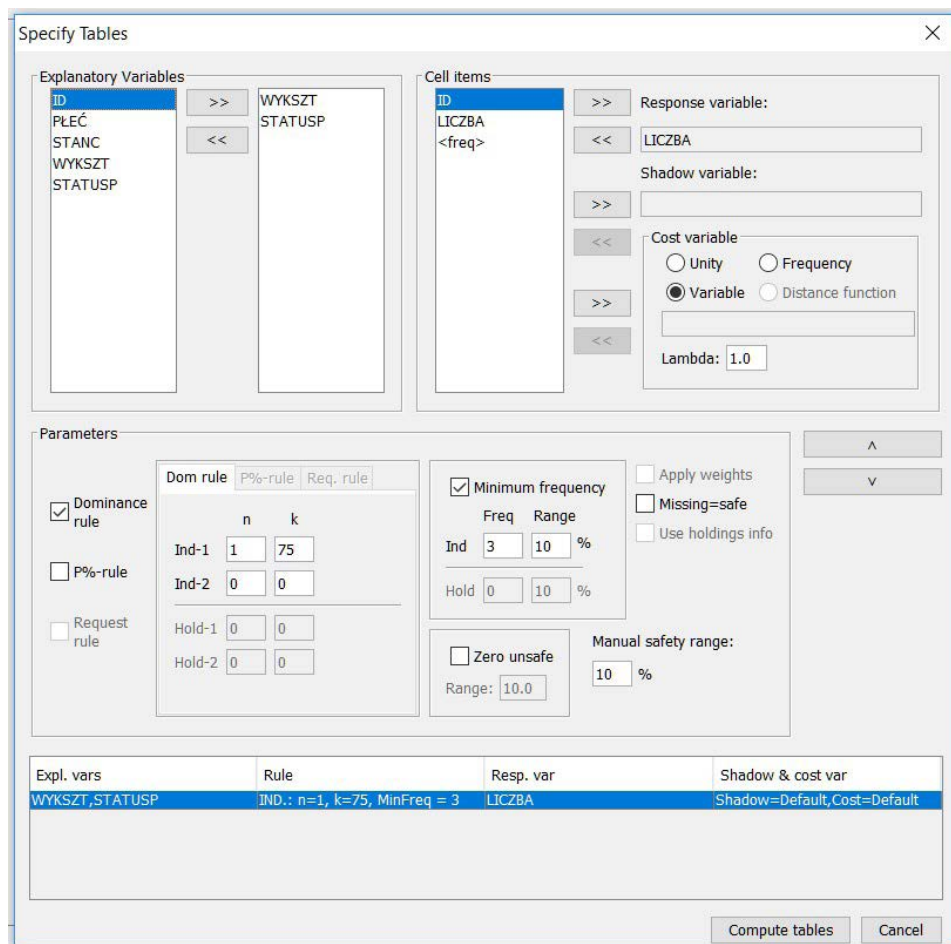 Specify Tables
Explanatory Variables
ID
PŁEĆ
STANC
WYKSZT
STATUSP
>>
<<
WYKSZT
STATUSP
Cell items
ID
LICZBA
<freq>
>>
<<
>>
<<
>>
<<
Response variable:
LICZBA
Shadow variable:
Cost variable
Unity Frequency
Variable Distance function
Lambda: 1.0
Parameters
Dominance
rule
P%-rule
Request
rule
Dom rule P%-rule Req. rule
n k
Ind-1 1 75
Ind-2 0 0
Hold-1 0 0
Hold-2 0 0
Minimum frequency
Freq Range
Ind 3 10 %
Hold 0 10 %
Zero unsafe
Range: 10.0
Apply weights
Missing=safe
Use holdings info
Manual safety range:
10 %
Expl. vars Rule Resp. var Shadow & cost var
WYKSZT,STATUSP IND.: n=1, k=75, MinFreq = 3 LICZBA Shadow=Default,Cost=Default
Compute tables Cancel